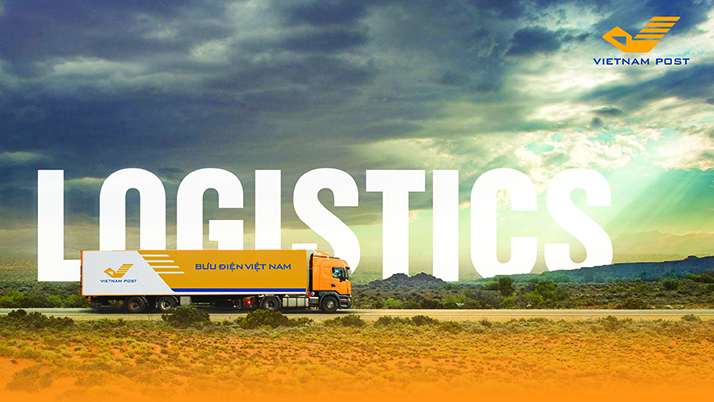 VIETNAM POST
LOGISTICS
BƯU ĐIỆN VIỆT NAM
VIETNAM POST